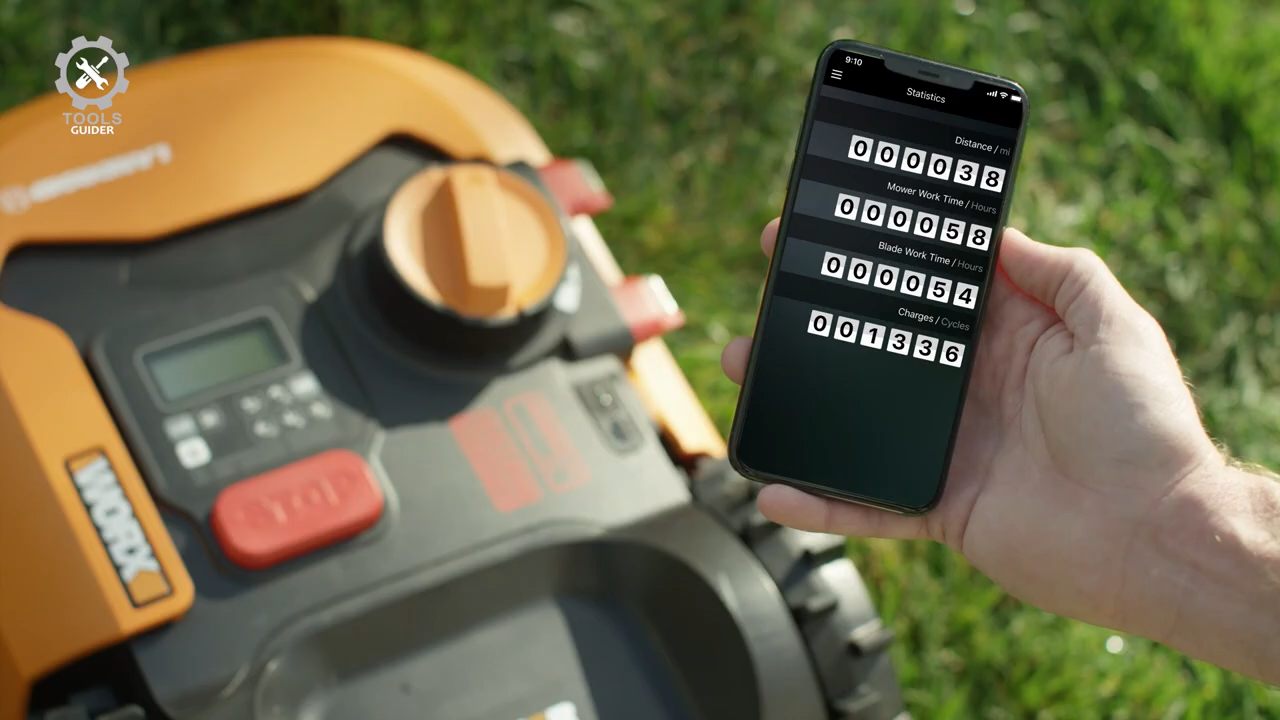 TOOLS
GUIDER
9:10
Statistics
Distance / mi
000038
Mower Work Time / Hours
000058
Blade Work Time / Hours
000054
Charges / Cycles
001336
WORX
Stop